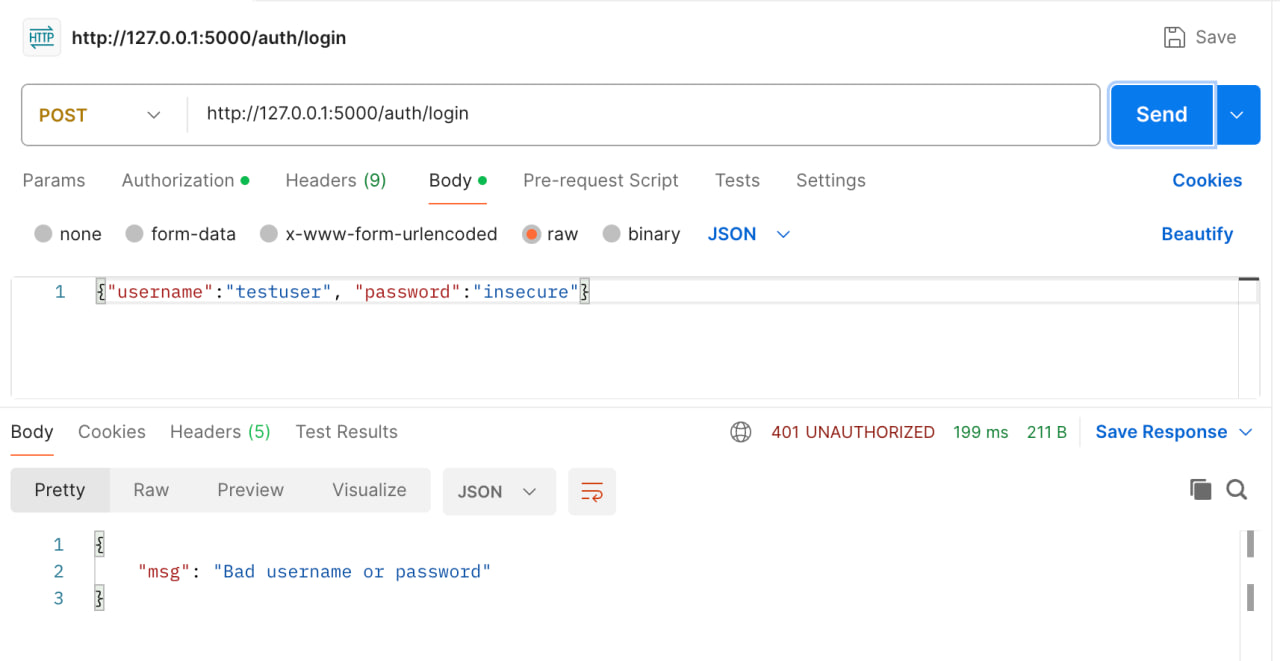 HTTP http://127.0.0.1:5000/auth/login Save
POST http://127.0.0.1:5000/auth/login Send
Params Authorization Headers (9) Body Pre-request Script Tests Settings Cookies
none form-data x-www-form-urlencoded raw binary JSON Beautify
1 {"username":"testuser", "password":"insecure"}
Body Cookies Headers (5) Test Results 401 UNAUTHORIZED 199 ms 211 B Save Response
Pretty Raw Preview Visualize JSON
1 {
2 "msg": "Bad username or password"
3 }